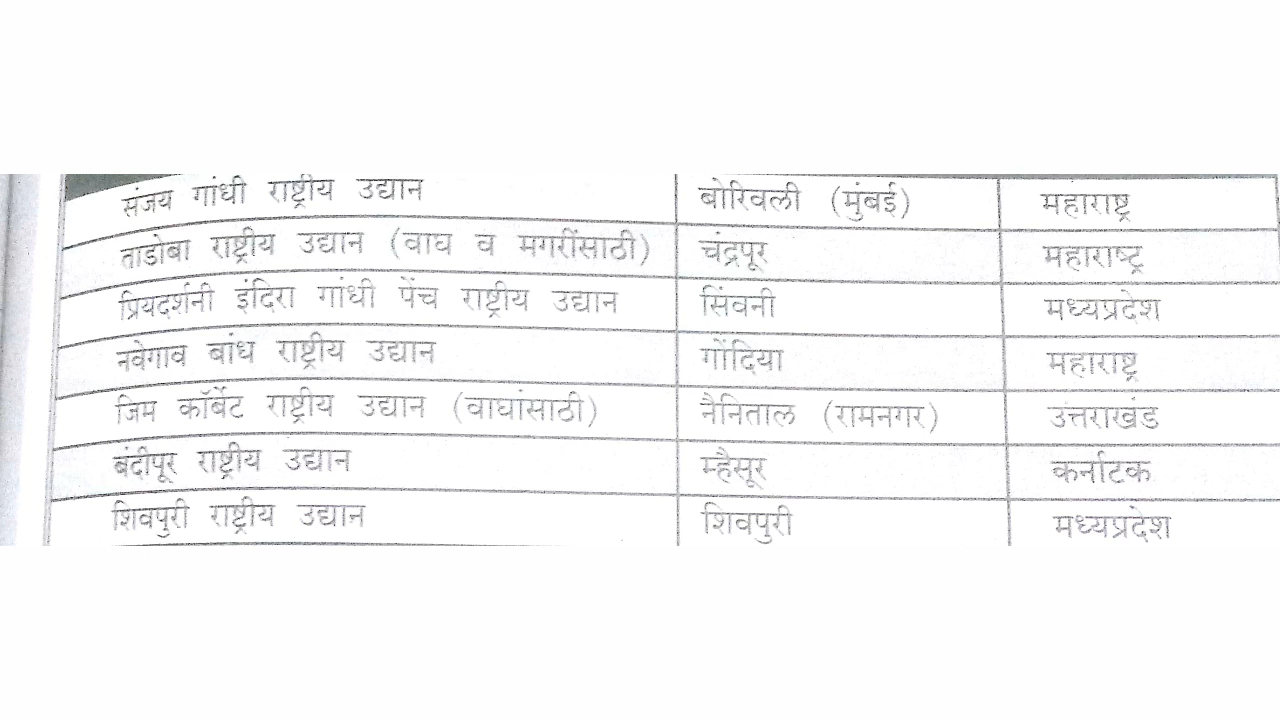 संजय गांधी राष्ट्रीय उद्यान बोरिवली (मुंबई) महाराष्ट्र
ताडोबा राष्ट्रीय उद्यान (वाघ व मगरींसाठी) चंद्रपूर महाराष्ट्र
प्रियदर्शनी इंदिरा गांधी पेंच राष्ट्रीय उद्यान सिंवनी मध्यप्रदेश
नवेगाव बांध राष्ट्रीय उद्यान गोंदिया महाराष्ट्र
जिम कॉर्बेट राष्ट्रीय उद्यान (वाघांसाठी) नैनिताल (रामनगर) उत्तराखंड
बंदीपूर राष्ट्रीय उद्यान म्हैसूर कर्नाटक
शिवपुरी राष्ट्रीय उद्यान शिवपुरी मध्यप्रदेश